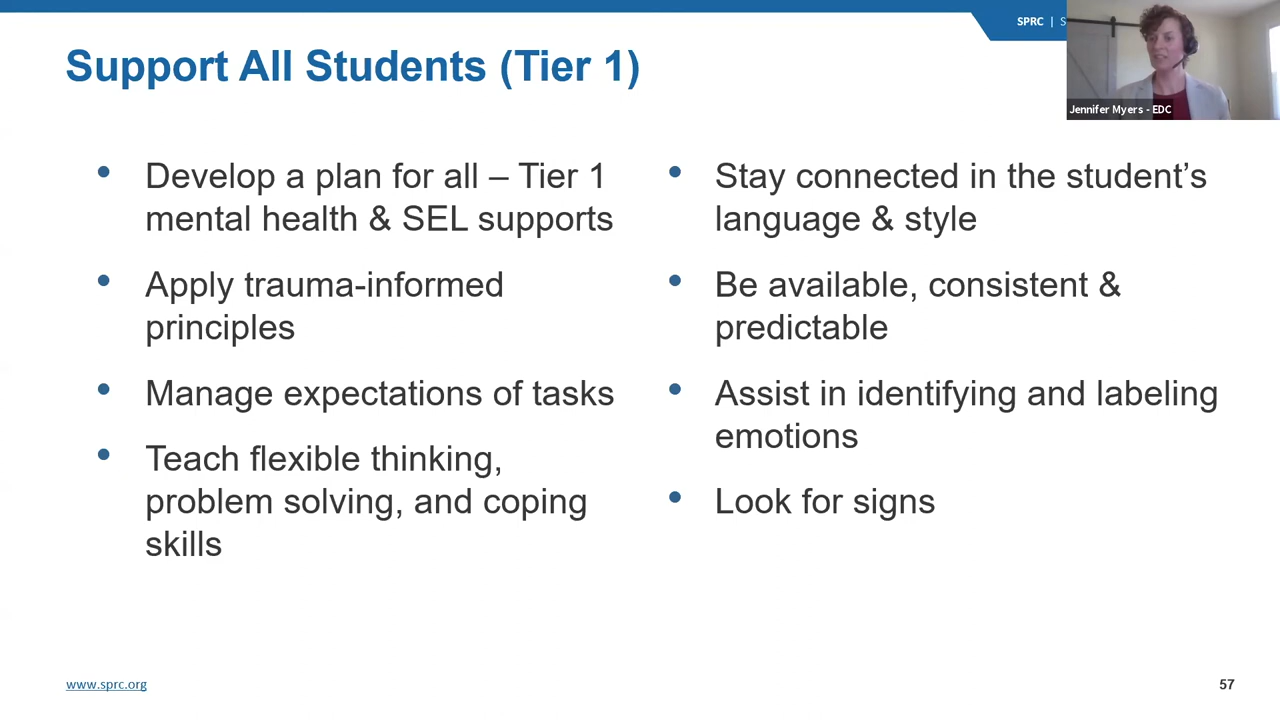 SPRC | S
Support All Students (Tier 1)
Jennifer Myers - EDC
• Develop a plan for all – Tier 1
mental health & SEL supports
• Apply trauma-informed
principles
• Manage expectations of tasks
• Teach flexible thinking,
problem solving, and coping
skills
• Stay connected in the student’s
language & style
• Be available, consistent &
predictable
• Assist in identifying and labeling
emotions
• Look for signs
www.sprc.org
57